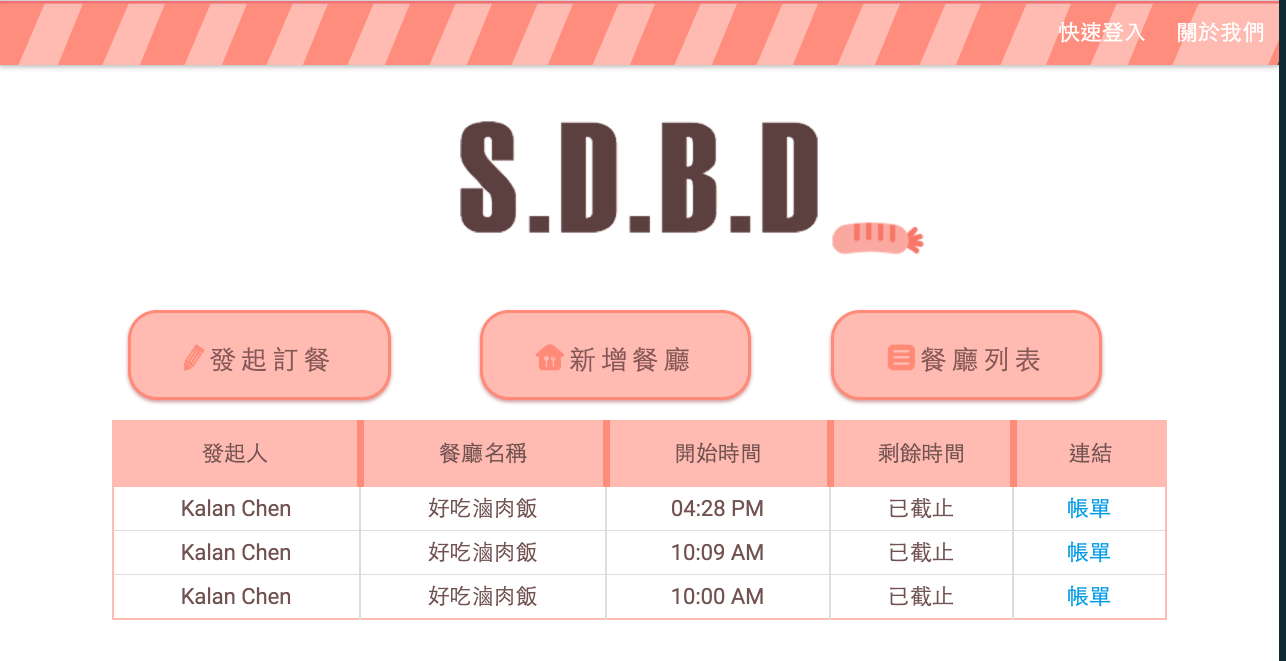 快速登入 關於我們
S.D.B.D
發起訂餐 新增餐廳 餐廳列表
發起人 餐廳名稱 開始時間 剩餘時間 連結
Kalan Chen 好吃滷肉飯 04:28 PM 已截止 帳單
Kalan Chen 好吃滷肉飯 10:09 AM 已截止 帳單
Kalan Chen 好吃滷肉飯 10:00 AM 已截止 帳單